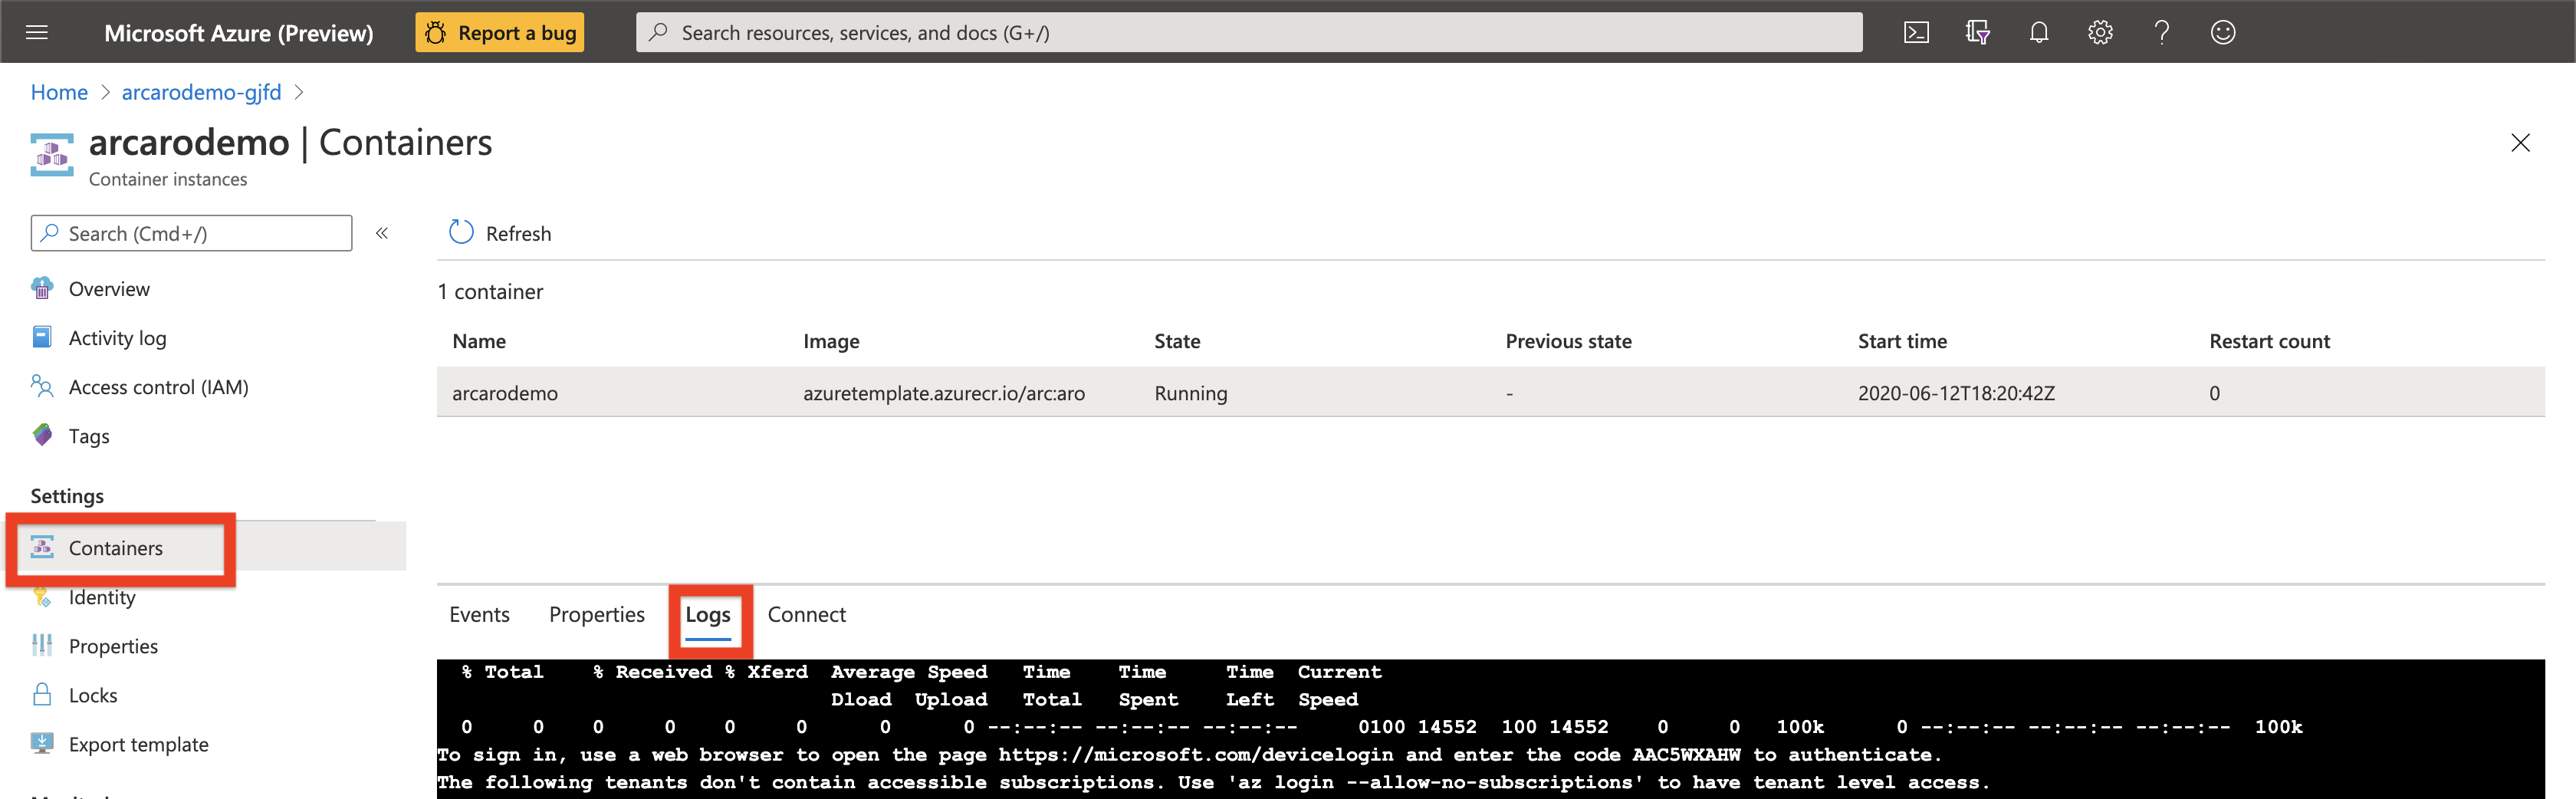 Microsoft Azure (Preview)
Report a bug
Search resources, services, and docs (G+/)
Home > arcarodemo-gjfd >
arcarodemo | Containers
Container instances
Search (Cmd+/)
«
Refresh
Overview
Activity log
Access control (IAM)
Tags
Settings
Containers
Identity
Properties
Locks
Export template
1 container
Name Image State Previous state Start time Restart count
arcarodemo azuretemplate.azurecr.io/arc:aro Running - 2020-06-12T18:20:42Z 0
Events Properties Logs Connect
% Total % Received % Xferd Average Speed Time Time Time Current
Dload Upload Total Spent Left Speed
0 0 0 0 0 0 0 0 --:--:-- --:--:-- --:--:-- 0100 14552 100 14552 0 0 100k 0 --:--:-- --:--:-- --:--:-- 100k
To sign in, use a web browser to open the page https://microsoft.com/devicelogin and enter the code AAC5WXAHW to authenticate.
The following tenants don't contain accessible subscriptions. Use 'az login --allow-no-subscriptions' to have tenant level access.